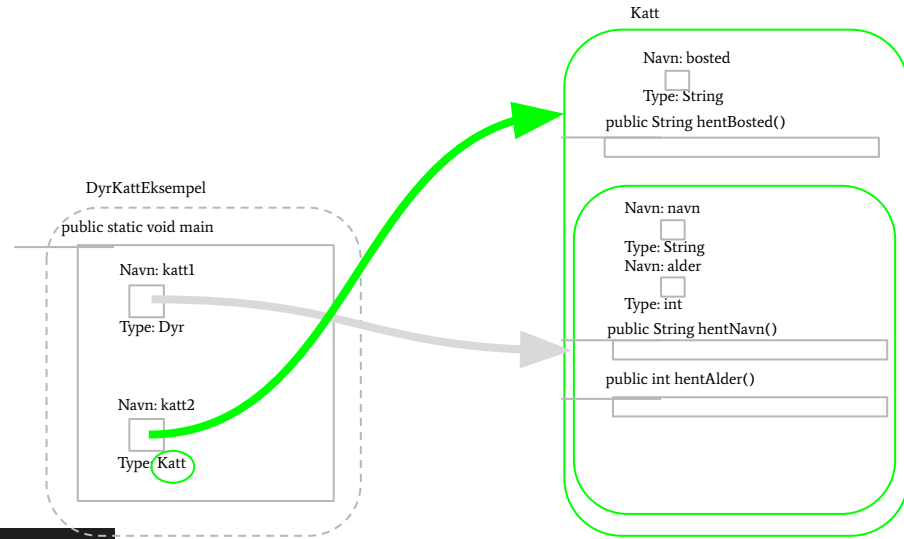 Katt
Navn: bosted
Type: String
public String hentBosted()
DyrKattEksempel
public static void main
Navn: katt1
Type: Dyr
Navn: katt2
Type: Katt
Navn: navn
Type: String
Navn: alder
Type: int
public String hentNavn()
public int hentAlder()